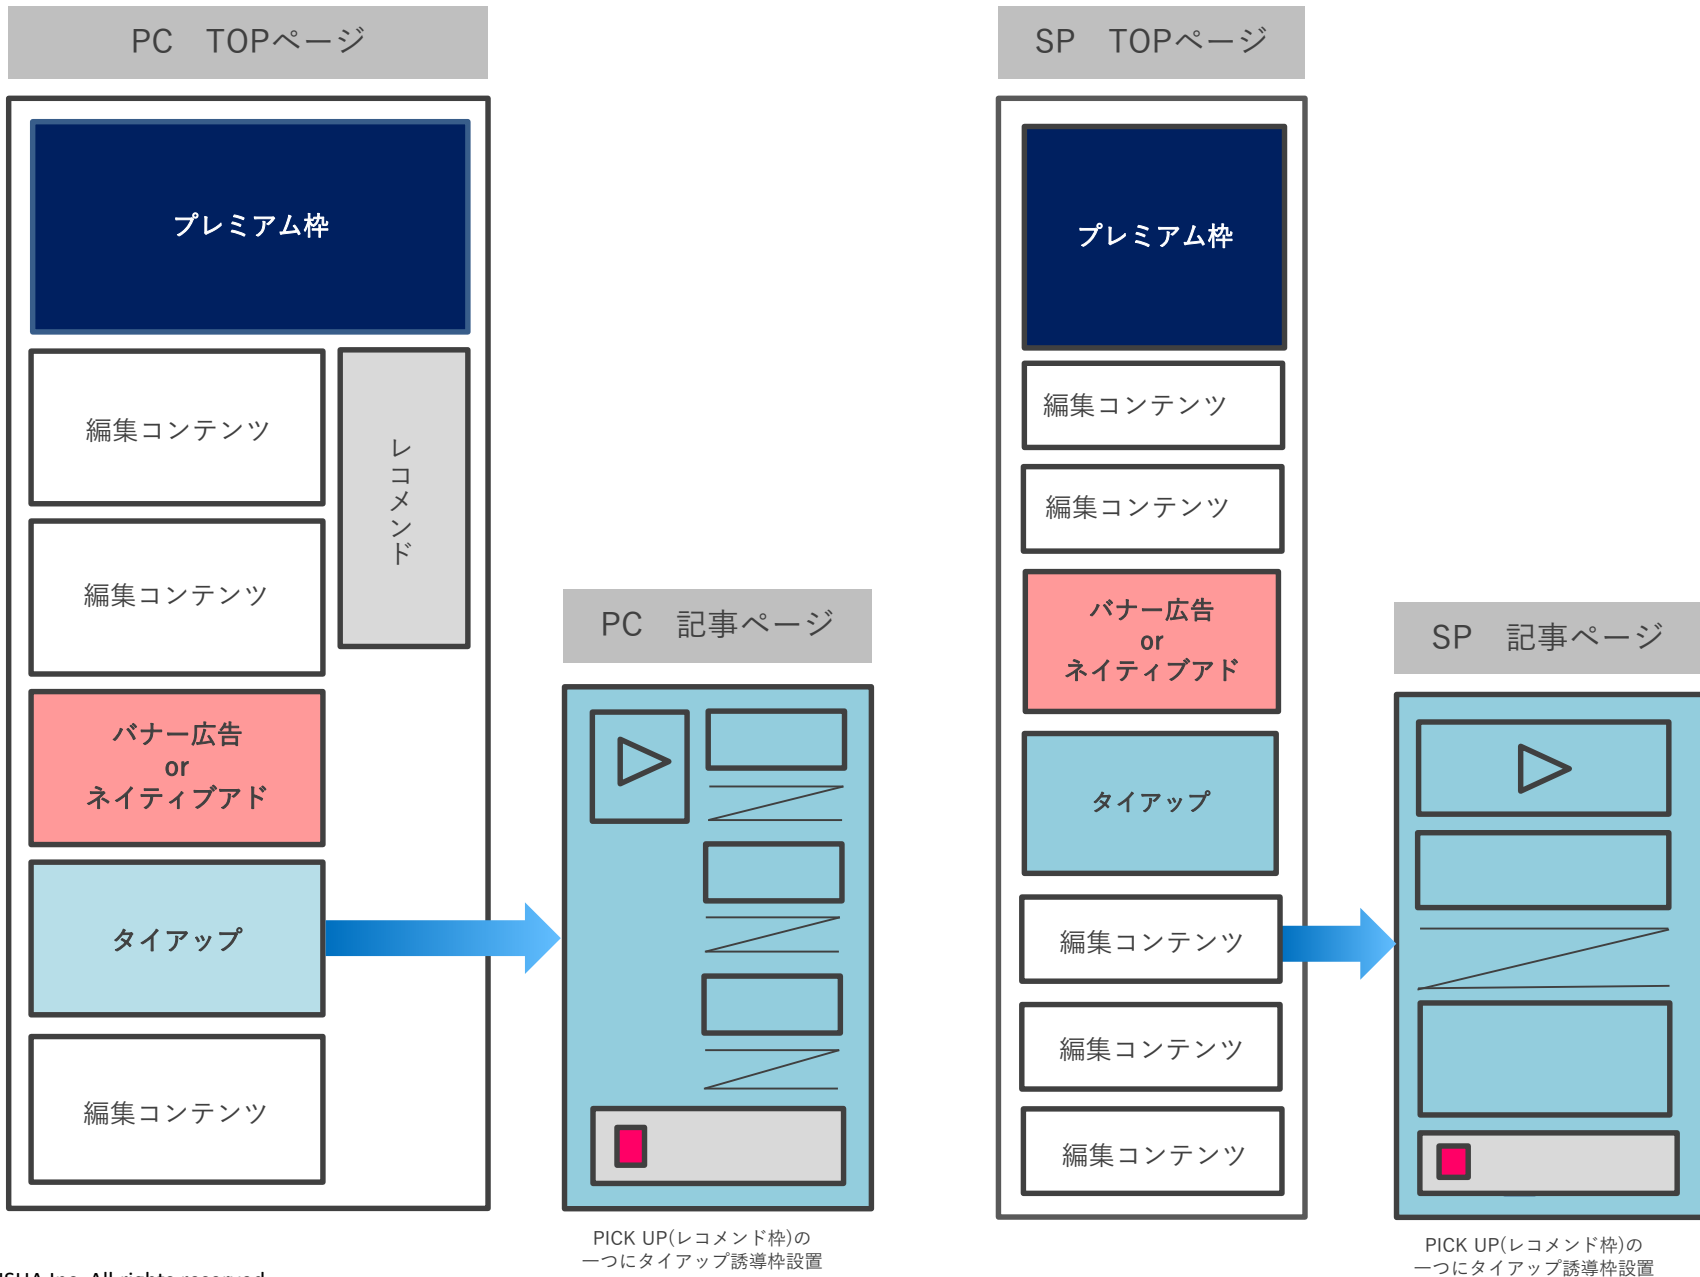 PC　TOPページ
プレミアム枠
編集コンテンツ
レコメンド
編集コンテンツ
バナー広告
or
ネイティブアド
タイアップ
編集コンテンツ
PC　記事ページ
PICK UP(レコメンド枠)の
一つにタイアップ誘導枠設置
SP　TOPページ
プレミアム枠
編集コンテンツ
編集コンテンツ
バナー広告
or
ネイティブアド
タイアップ
編集コンテンツ
編集コンテンツ
編集コンテンツ
SP　記事ページ
PICK UP(レコメンド枠)の
一つにタイアップ誘導枠設置
Inc. All rights reserved